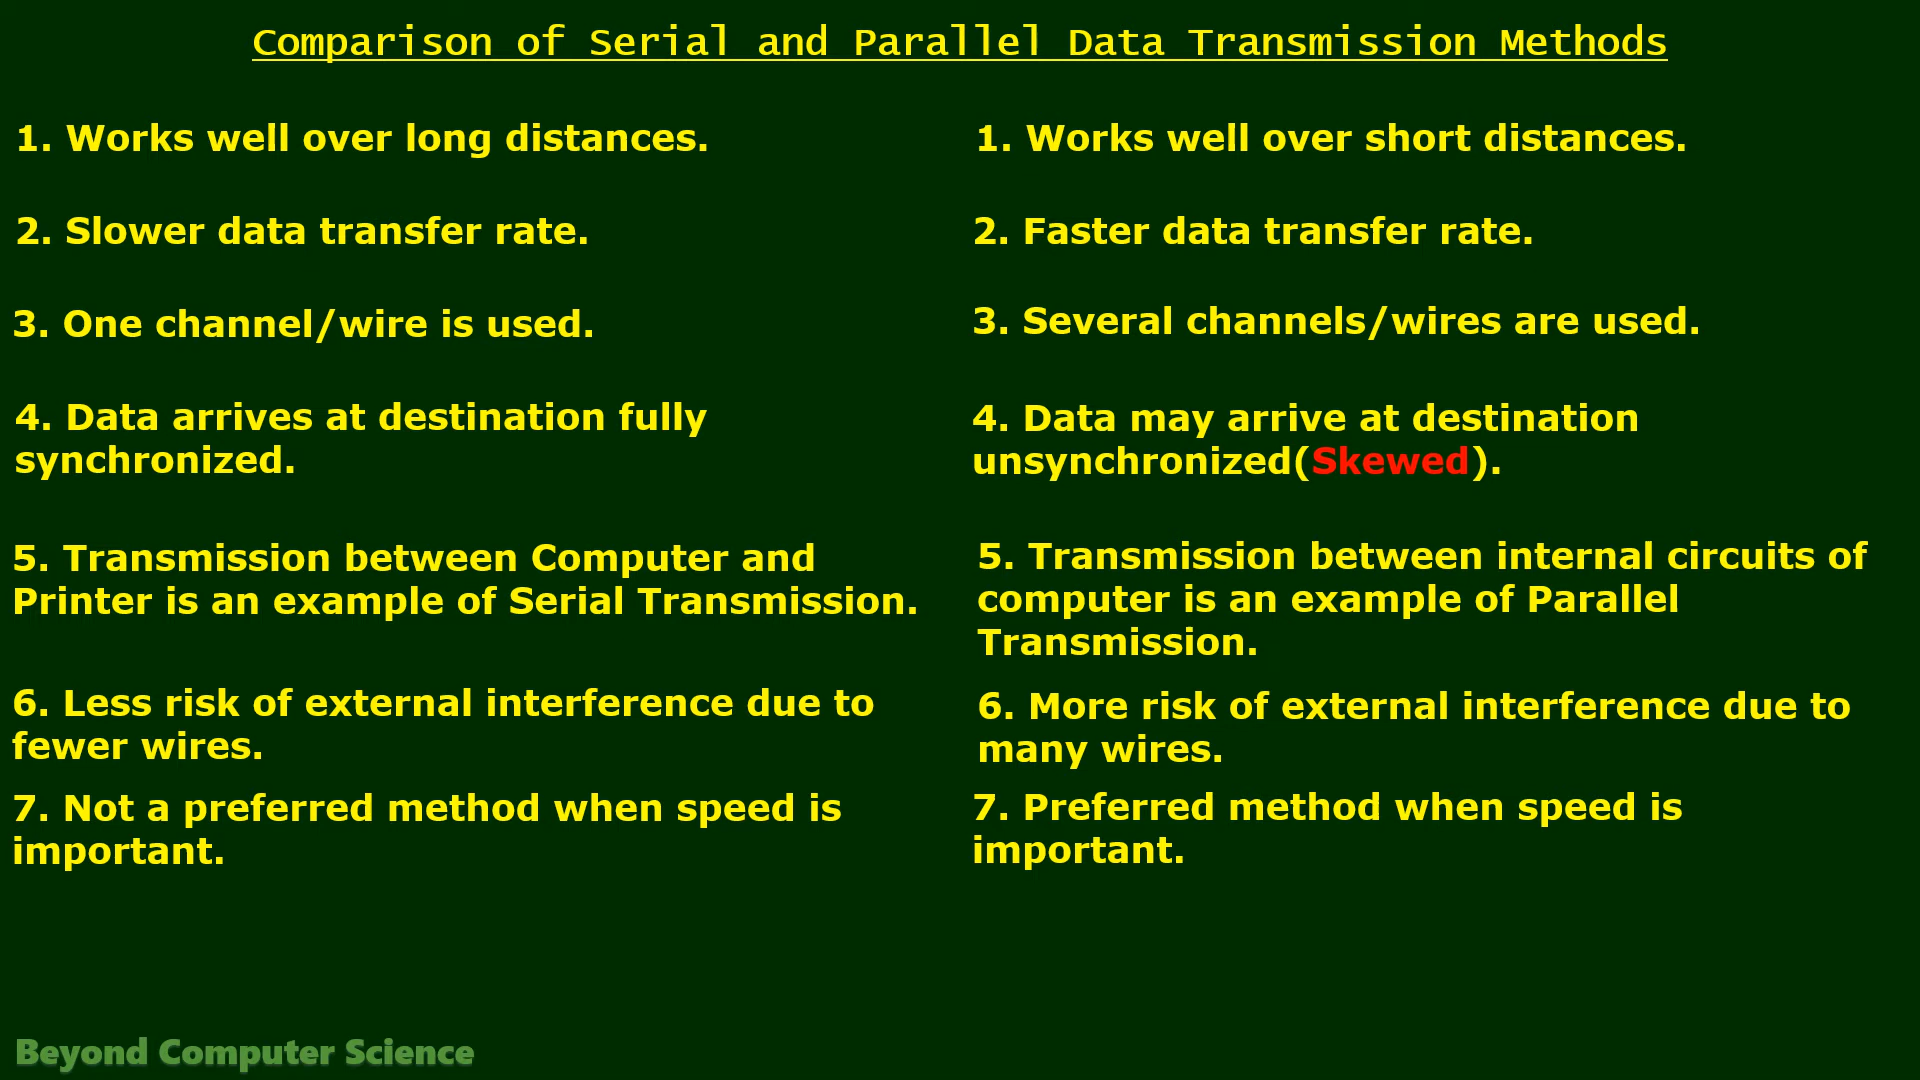 Comparison of Serial and Parallel Data Transmission Methods
1. Works well over long distances.
2. Slower data transfer rate.
3. One channel/wire is used.
4. Data arrives at destination fully
synchronized.
5. Transmission between Computer and
Printer is an example of Serial Transmission.
6. Less risk of external interference due to
fewer wires.
7. Not a preferred method when speed is
important.
1. Works well over short distances.
2. Faster data transfer rate.
3. Several channels/wires are used.
4. Data may arrive at destination
unsynchronized(Skewed).
5. Transmission between internal circuits of
computer is an example of Parallel
Transmission.
6. More risk of external interference due to
many wires.
7. Preferred method when speed is
important.
Beyond Computer Science